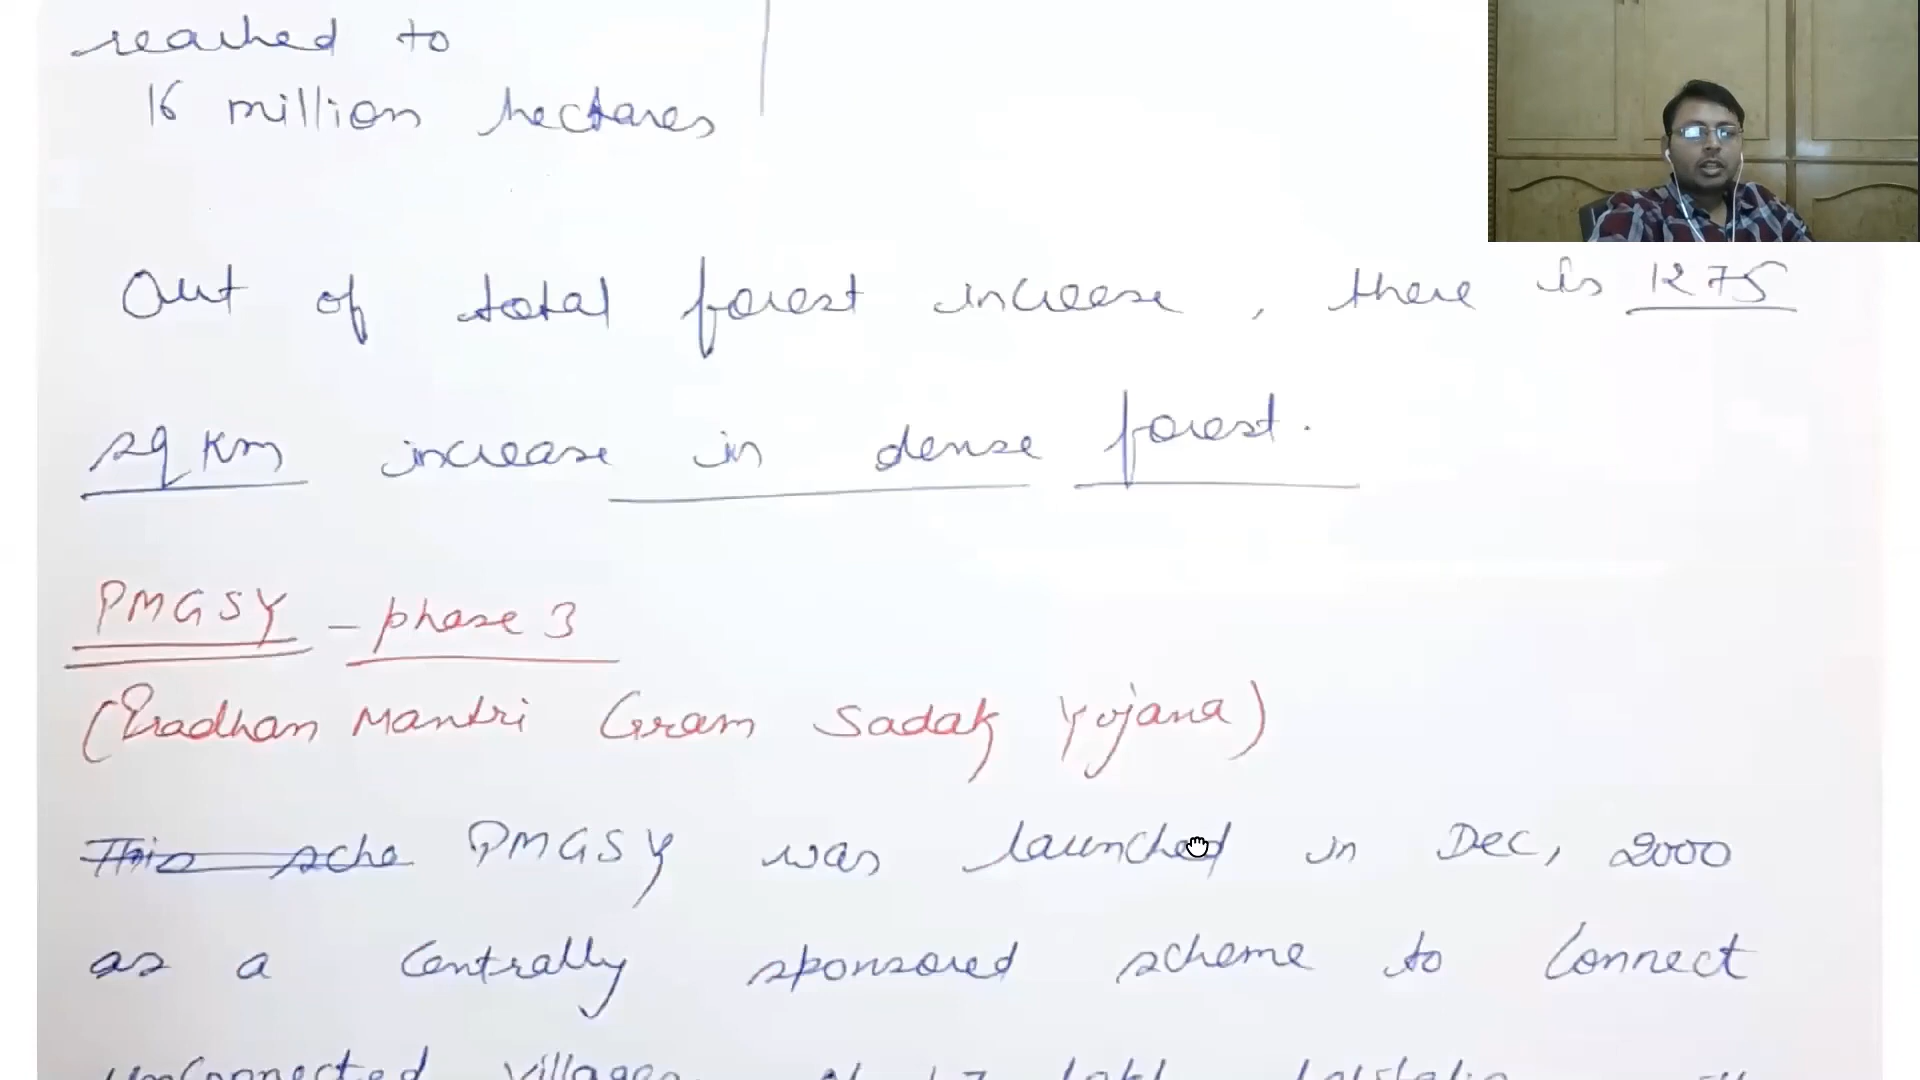 reached to
16 million hectares
Out of total forest increase, there is 1275
sq km increase in dense forest.
PMGSY - phase 3
(Pradhan Mantri Gram Sadak Yojana)
This sche PMGSY was launched in Dec, 2000
as a Centrally sponsored scheme to Connect
unconnected villages